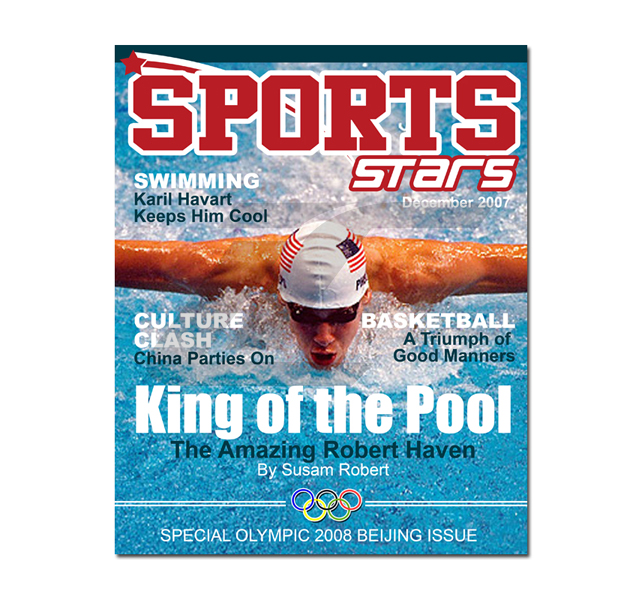 SPORTS
stars
December 2007
SWIMMING
Karil Havart
Keeps Him Cool
CULTURE
CLASH
China Parties On
BASKETBALL
A Triumph of
Good Manners
King of the Pool
The Amazing Robert Haven
By Susam Robert
SPECIAL OLYMPIC 2008 BEIJING ISSUE